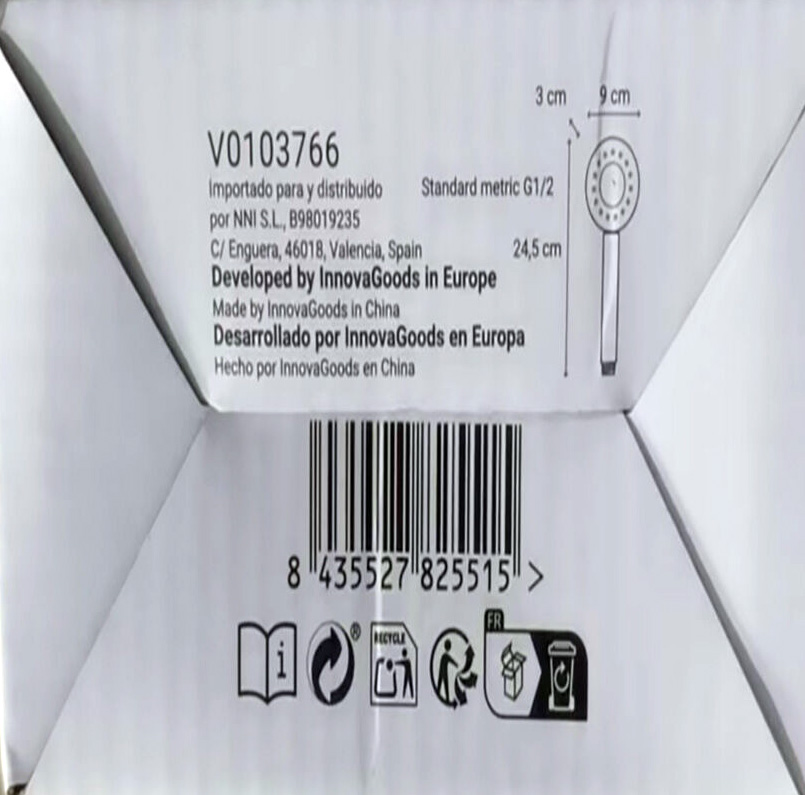 3 cm 9 cm
V0103766
Importado para y distribuido
por NNI S.L., B98019235
C/ Enguera, 46018, Valencia, Spain
Developed by InnovaGoods in Europe
Made by InnovaGoods in China
Desarrollado por InnovaGoods en Europa
Hecho por InnovaGoods en China
Standard metric G1/2
24,5 cm
8 435527 825515 >
®
RECYCLE
FR
i